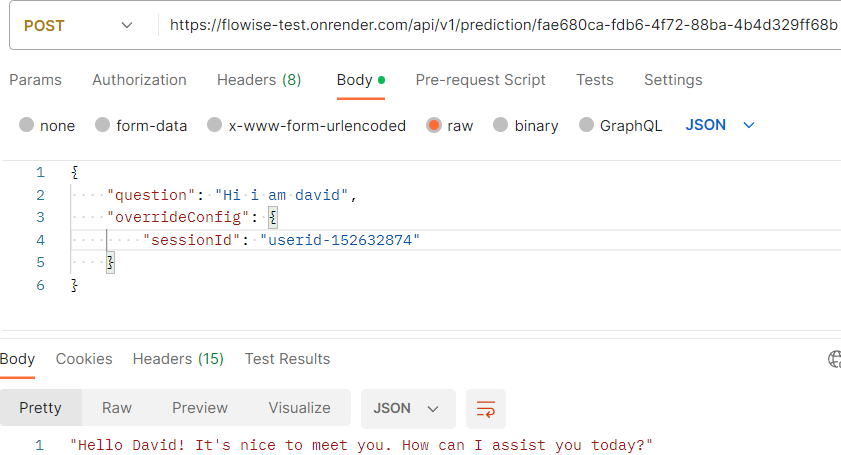 POST https://flowise-test.onrender.com/api/v1/prediction/fae680ca-fdb6-4f72-88ba-4b4d329ff68b
Params Authorization Headers (8) Body Pre-request Script Tests Settings
none form-data x-www-form-urlencoded raw binary GraphQL JSON
1 {
2 "question": "Hi i am david",
3 "overrideConfig": {
4 "sessionId": "userid-152632874"
5 }
6 }
Body Cookies Headers (15) Test Results
Pretty Raw Preview Visualize JSON
1 "Hello David! It's nice to meet you. How can I assist you today?"